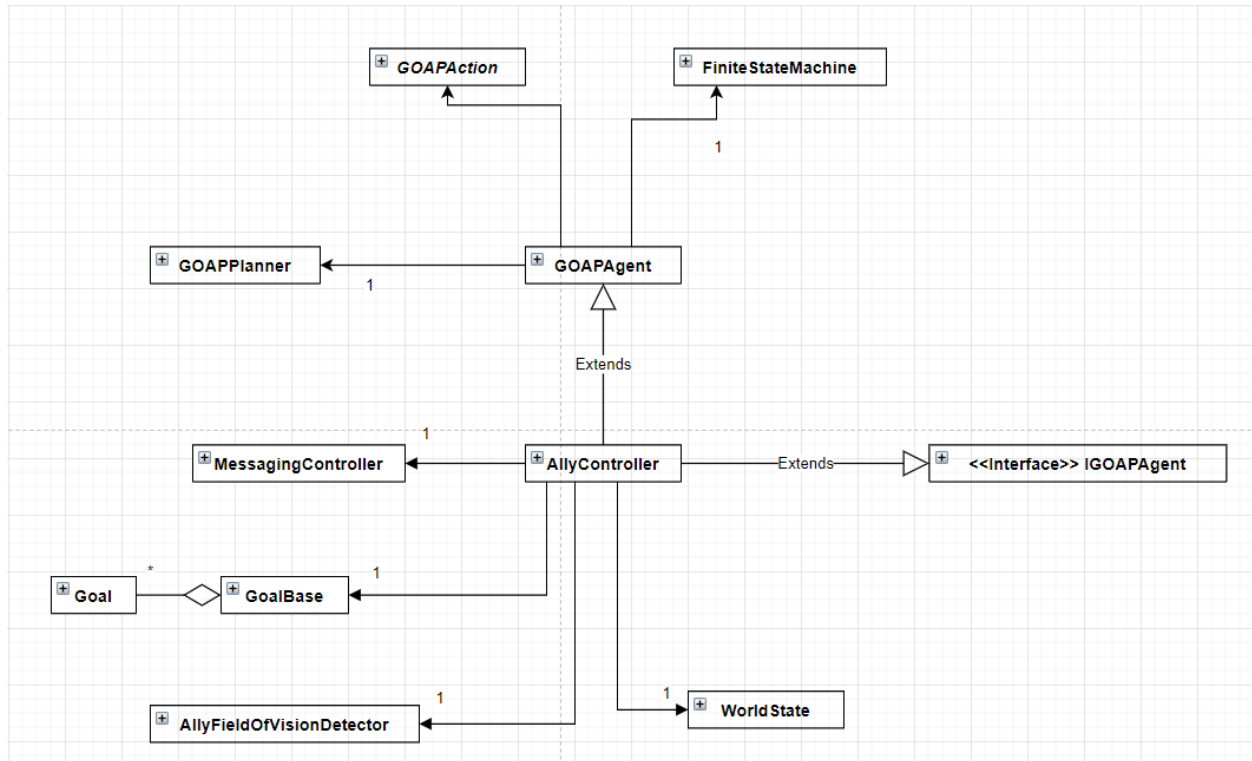 GOAPAction
FiniteStateMachine
1
GOAPPlanner
GOAPAgent
1
Extends
1
MessagingController
AllyController
Extends
<<Interface>> IGOAPAgent
*
1
Goal
GoalBase
1
1
AllyFieldOfVisionDetector
WorldState